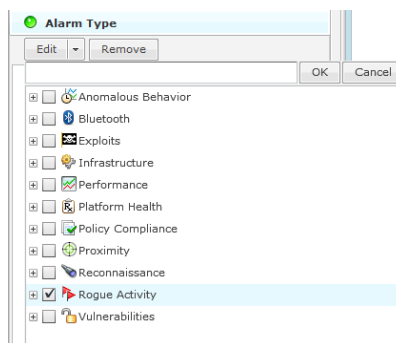 Alarm Type
Edit Remove
OK Cancel
Anomalous Behavior
Bluetooth
Exploits
Infrastructure
Performance
Platform Health
Policy Compliance
Proximity
Reconnaissance
Rogue Activity
Vulnerabilities